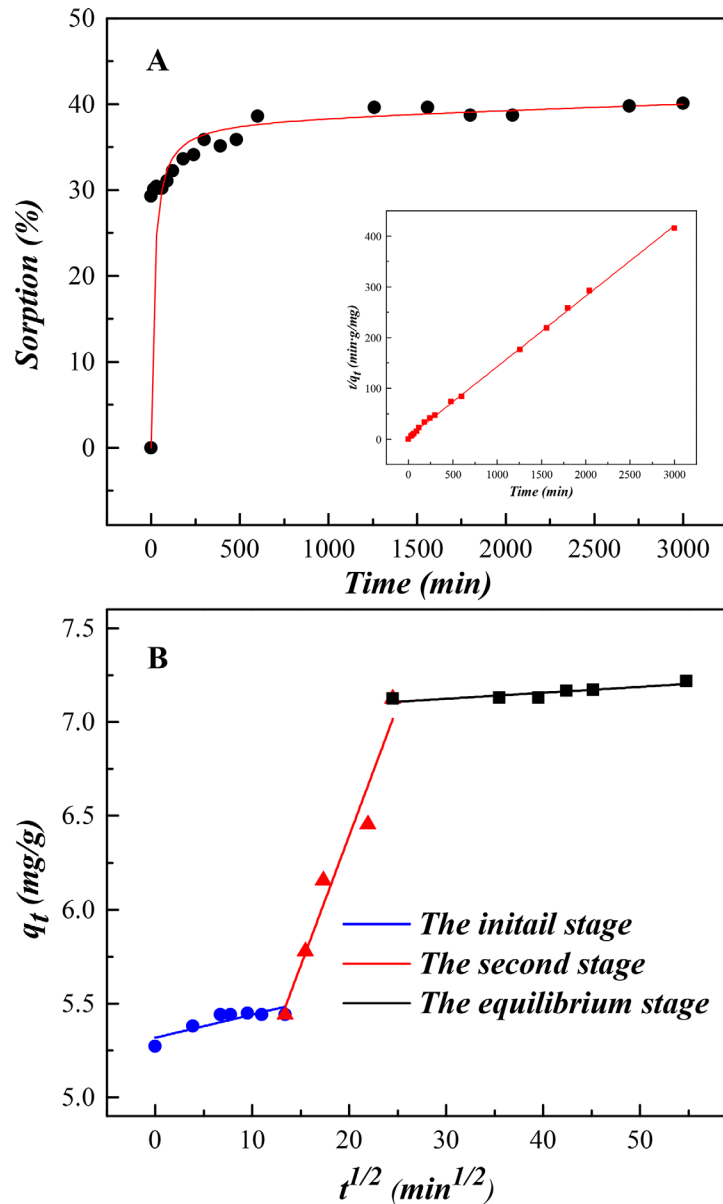 A
Sorption (%)
50
40
30
20
10
0
0 500 1000 1500 2000 2500 3000
Time (min)
t/qt (min·g/mg)
400
300
200
100
0
0 500 1000 1500 2000 2500 3000
Time (min)
B
qt (mg/g)
7.5
7.0
6.5
6.0
5.5
5.0
The initail stage
The second stage
The equilibrium stage
0 10 20 30 40 50
t1/2 (min1/2)